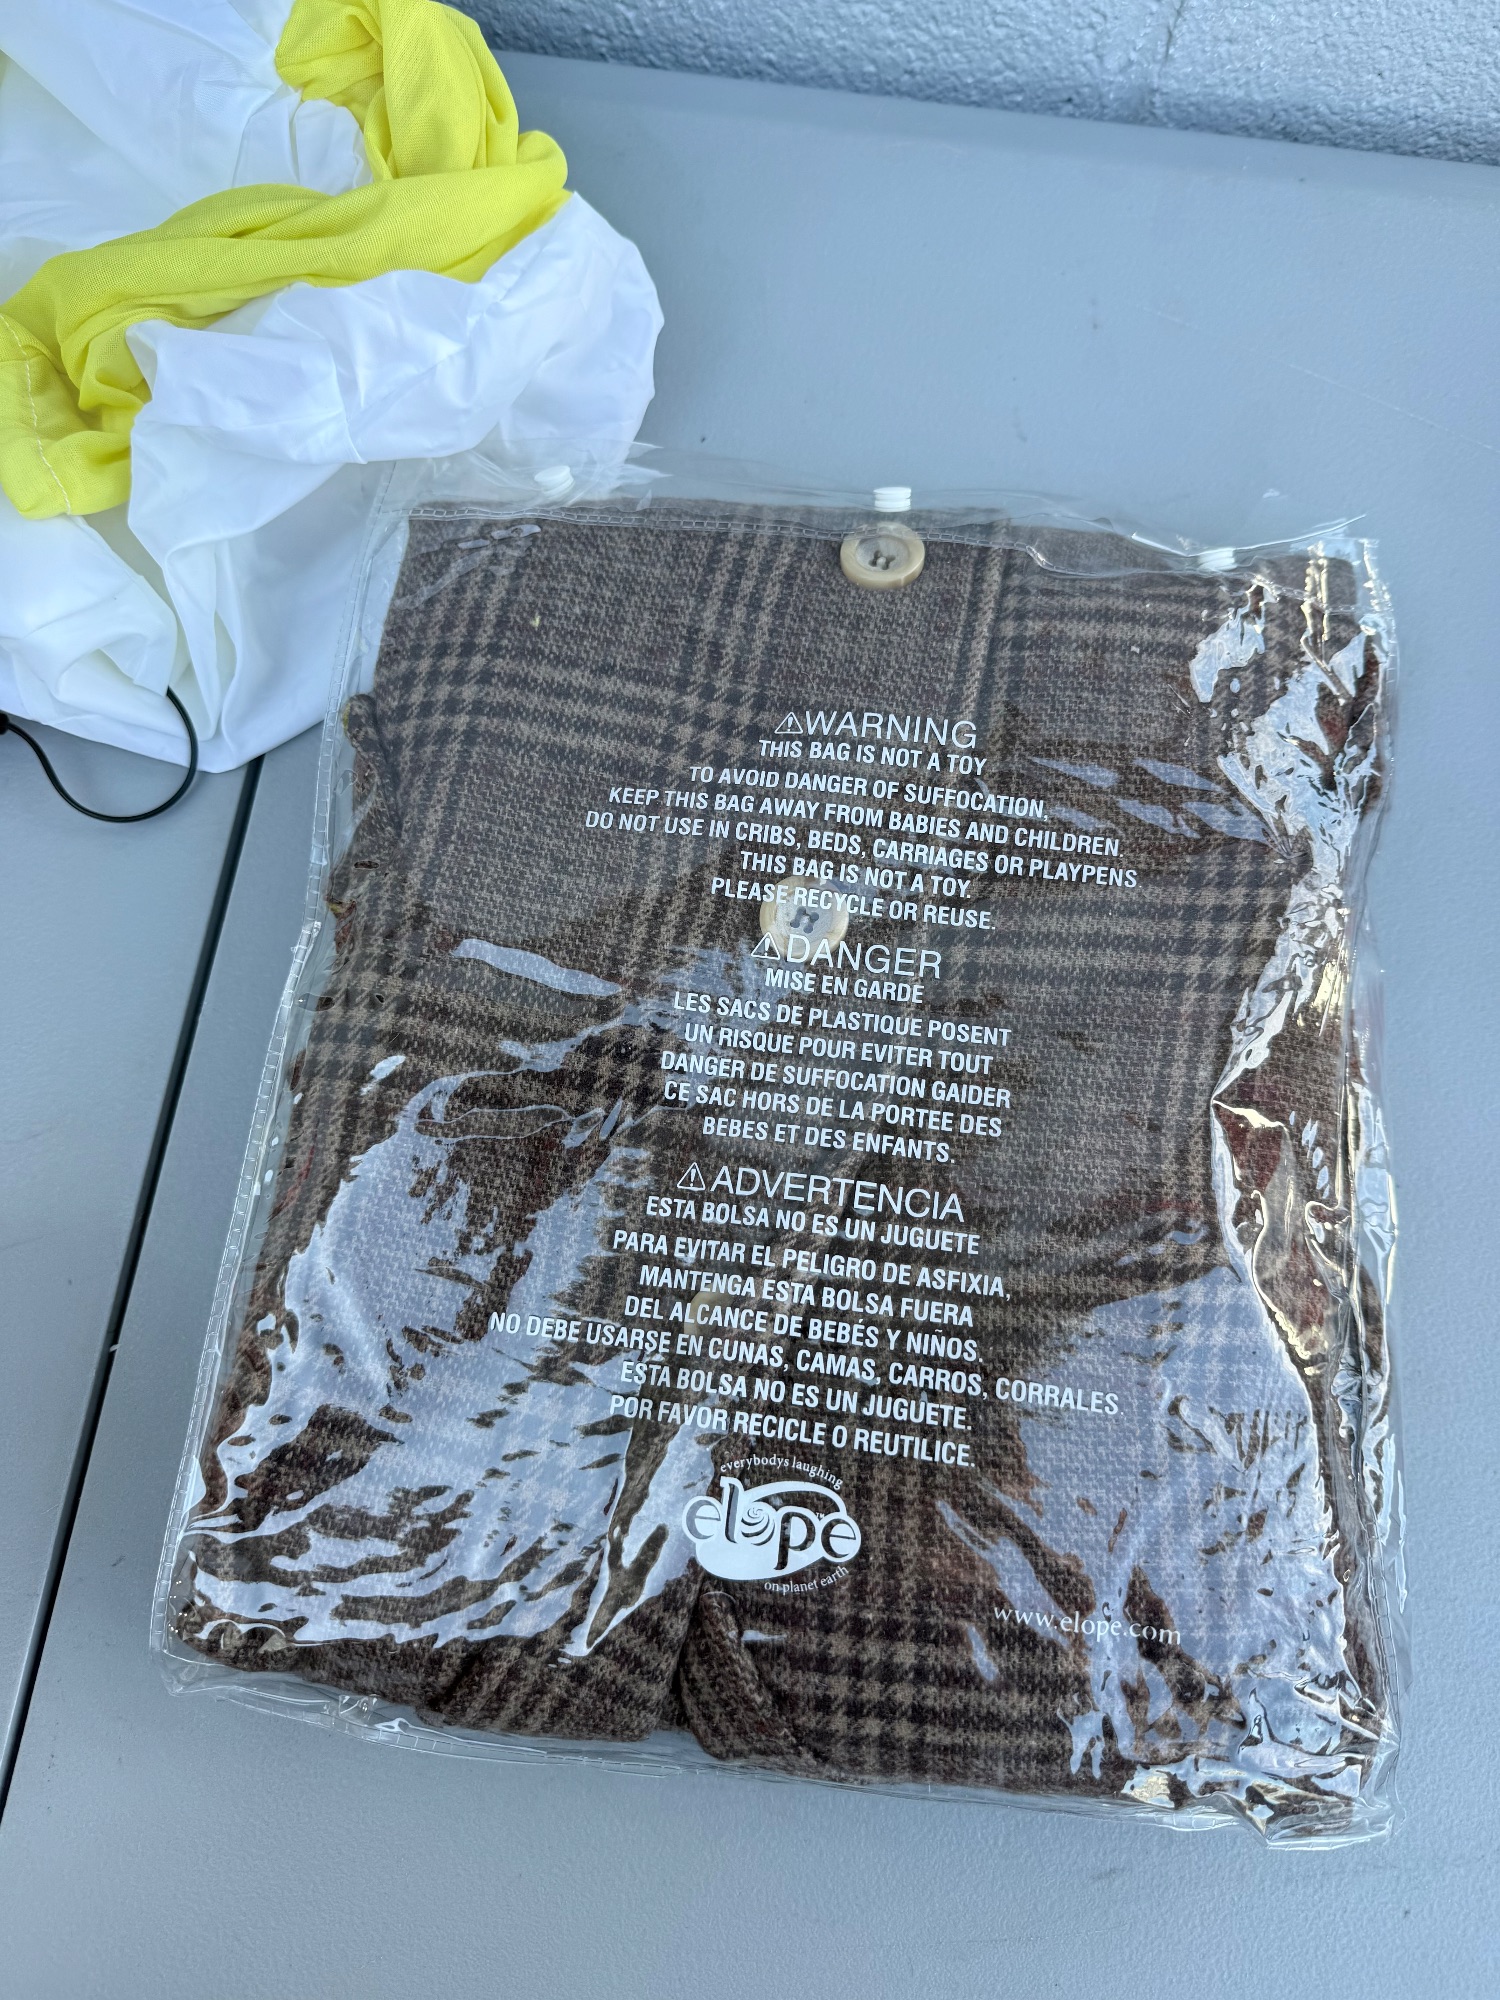 ⚠WARNING
THIS BAG IS NOT A TOY
TO AVOID DANGER OF SUFFOCATION,
KEEP THIS BAG AWAY FROM BABIES AND CHILDREN.
DO NOT USE IN CRIBS, BEDS, CARRIAGES OR PLAYPENS
THIS BAG IS NOT A TOY.
PLEASE RECYCLE OR REUSE.
⚠DANGER
MISE EN GARDE
LES SACS DE PLASTIQUE POSENT
UN RISQUE POUR EVITER TOUT
DANGER DE SUFFOCATION GAIDER
CE SAC HORS DE LA PORTEE DES
BEBES ET DES ENFANTS.
⚠ADVERTENCIA
ESTA BOLSA NO ES UN JUGUETE
PARA EVITAR EL PELIGRO DE ASFIXIA,
MANTENGA ESTA BOLSA FUERA
DEL ALCANCE DE BEBÉS Y NIÑOS.
NO DEBE USARSE EN CUNAS, CAMAS, CARROS, CORRALES.
ESTA BOLSA NO ES UN JUGUETE.
POR FAVOR RECICLE O REUTILICE.
everybodys laughing
elope
on planet earth
www.elope.com